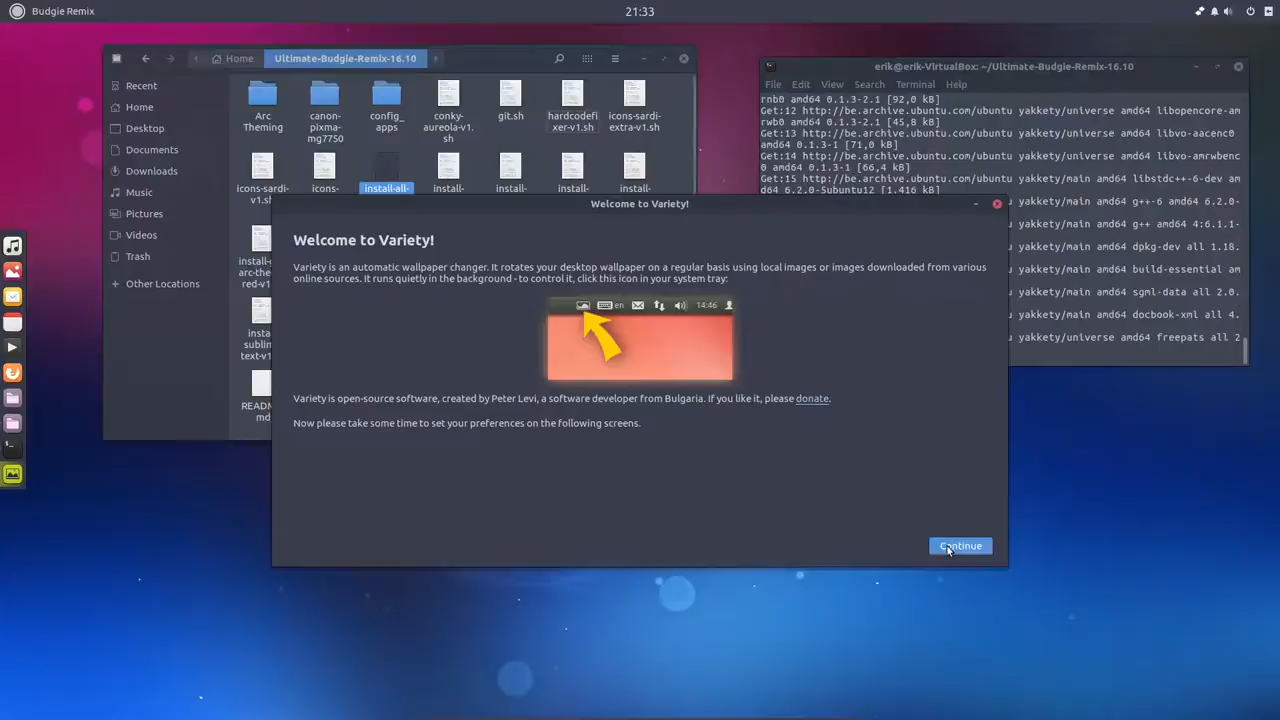 Budgie Remix
21:33
Home
Ultimate-Budgie-Remix-16.10
Recent
Home
Desktop
Documents
Downloads
Music
Pictures
Videos
Trash
Other Locations
Arc
Theming
canon-
pixma-
mg7750
config_
apps
conky-
aureola-v1.
sh
git.sh
hardcodefi
xer-v1.sh
icons-sardi-
extra-v1.sh
icons-sardi-
v1.s
icons-
install-all-
install-
install-
install-
install-
install-
arc-the
red-v1
insta
sublin
text-v1
READ
md
erik@erik-VirtualBox: ~/Ultimate-Budgie-Remix-16.10
File Edit View Search Terminal Help
rnb0 amd64 0.1.3-2.1 [92,0 kB]
Get:12 http://be.archive.ubuntu.com/ubuntu yakkety/universe amd64 libopencore-am
rwb0 amd64 0.1.3-2.1 [45,8 kB]
Get:13 http://be.archive.ubuntu.com/ubuntu yakkety/universe amd64 libvo-aacenc0
amd64 0.1.3-1 [71,0 kB]
Get:14 http://be.archive.ubuntu.com/ubuntu yakkety/universe amd64 libvo-amrwbenc
0 amd64 0.1.3-1 [66,4 kB]
Get:15 http://be.archive.ubuntu.com/ubuntu yakkety/main amd64 libstdc++-6-dev am
d64 6.2.0-5ubuntu12 [1.416 kB]
u yakkety/main amd64 g++-6 amd64 6.2.0-
u yakkety/main amd64 g++ amd64 4:6.1.1-
u yakkety/main amd64 dpkg-dev all 1.18.
u yakkety/main amd64 build-essential am
u yakkety/main amd64 sgml-data all 2.0.
u yakkety/main amd64 docbook-xml all 4.
u yakkety/universe amd64 freepats all 2
Welcome to Variety!
Welcome to Variety!
Variety is an automatic wallpaper changer. It rotates your desktop wallpaper on a regular basis using local images or images downloaded from various
online sources. It runs quietly in the background - to control it, click this icon in your system tray:
en 14:46
Variety is open-source software, created by Peter Levi, a software developer from Bulgaria. If you like it, please donate.
Now please take some time to set your preferences on the following screens.
Continue